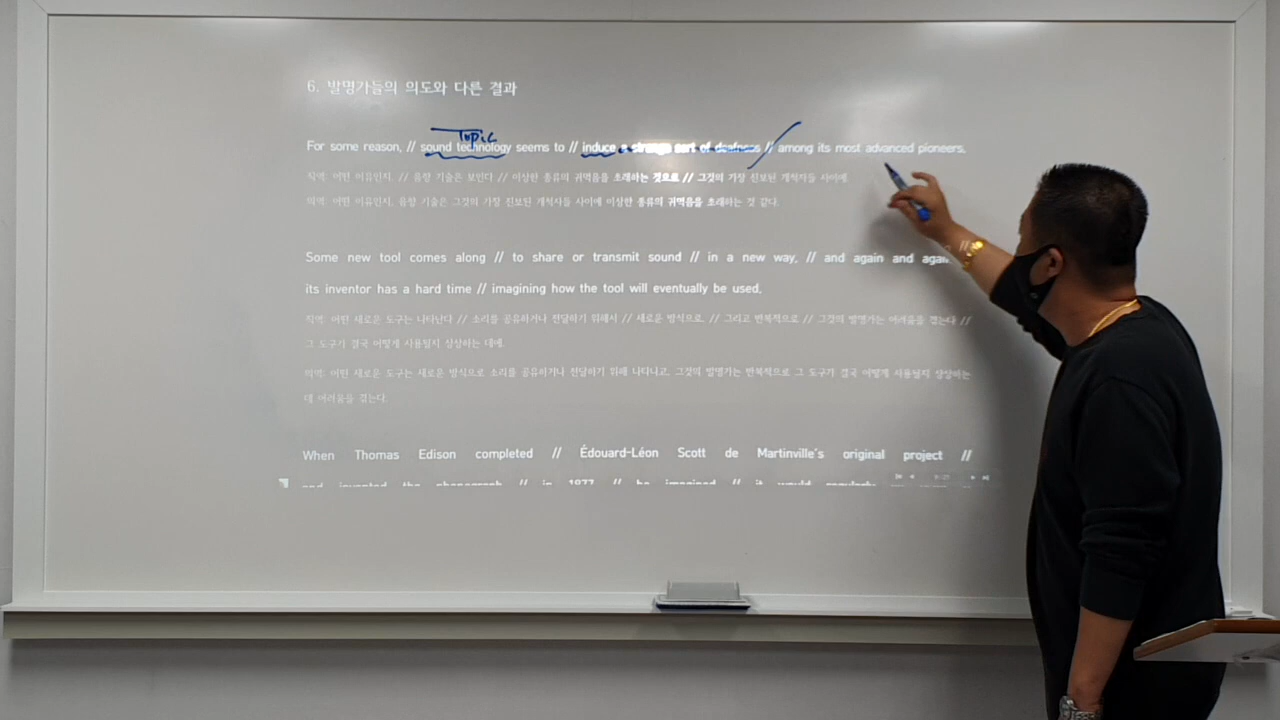 6. 발명가들의 의도와 다른 결과
Topic
For some reason, // sound technology seems to // induce a strange sort of deafness // among its most advanced pioneers.
직역: 어떤 이유인지, // 음향 기술은 보인다 // 이상한 종류의 귀먹음을 초래하는 것으로 // 그것의 가장 진보된 개척자들 사이에.
의역: 어떤 이유인지, 음향 기술은 그것의 가장 진보된 개척자들 사이에 이상한 종류의 귀먹음을 초래하는 것 같다.
Some new tool comes along // to share or transmit sound // in a new way, // and again and again
its inventor has a hard time // imagining how the tool will eventually be used.
직역: 어떤 새로운 도구는 나타난다 // 소리를 공유하거나 전달하기 위해서 // 새로운 방식으로, // 그리고 반복적으로 // 그것의 발명가는 어려움을 겪는다 //
그 도구가 결국 어떻게 사용될지 상상하는 데에.
의역: 어떤 새로운 도구는 새로운 방식으로 소리를 공유하거나 전달하기 위해 나타나고, 그것의 발명가는 반복적으로 그 도구가 결국 어떻게 사용될지 상상하는
데 어려움을 겪는다.
When Thomas Edison completed // Édouard-Léon Scott de Martinville's original project //
and invented the phonograph // in 1877, // he imagined // it would regularly